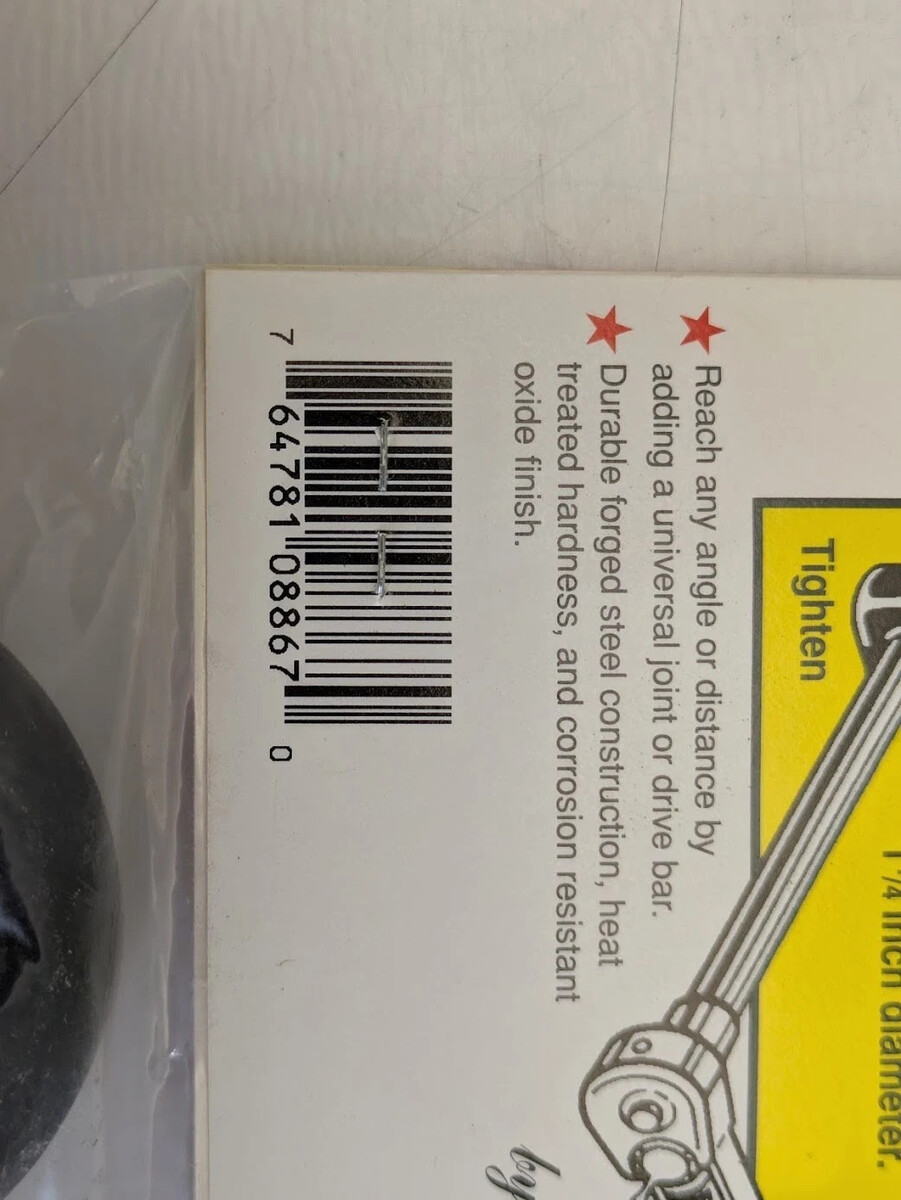 Tighten
1 1/4 inch diameter.
Reach any angle or distance by
adding a universal joint or drive bar.
Durable forged steel construction, heat
treated hardness, and corrosion resistant
oxide finish.
7 64781 08867 0
by